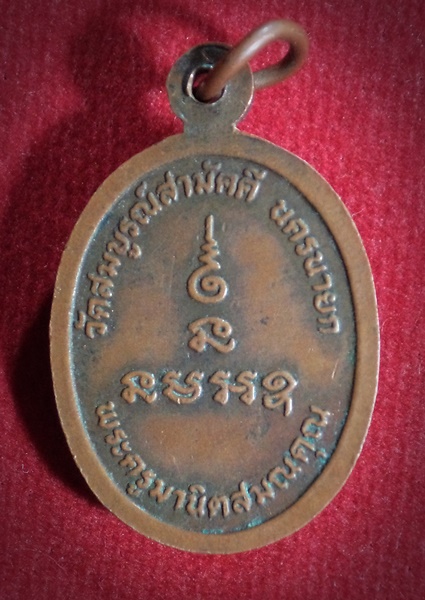 วัดสมบูรณ์สามัคคี นครนายก
พระครูมานิตสมณคุณ